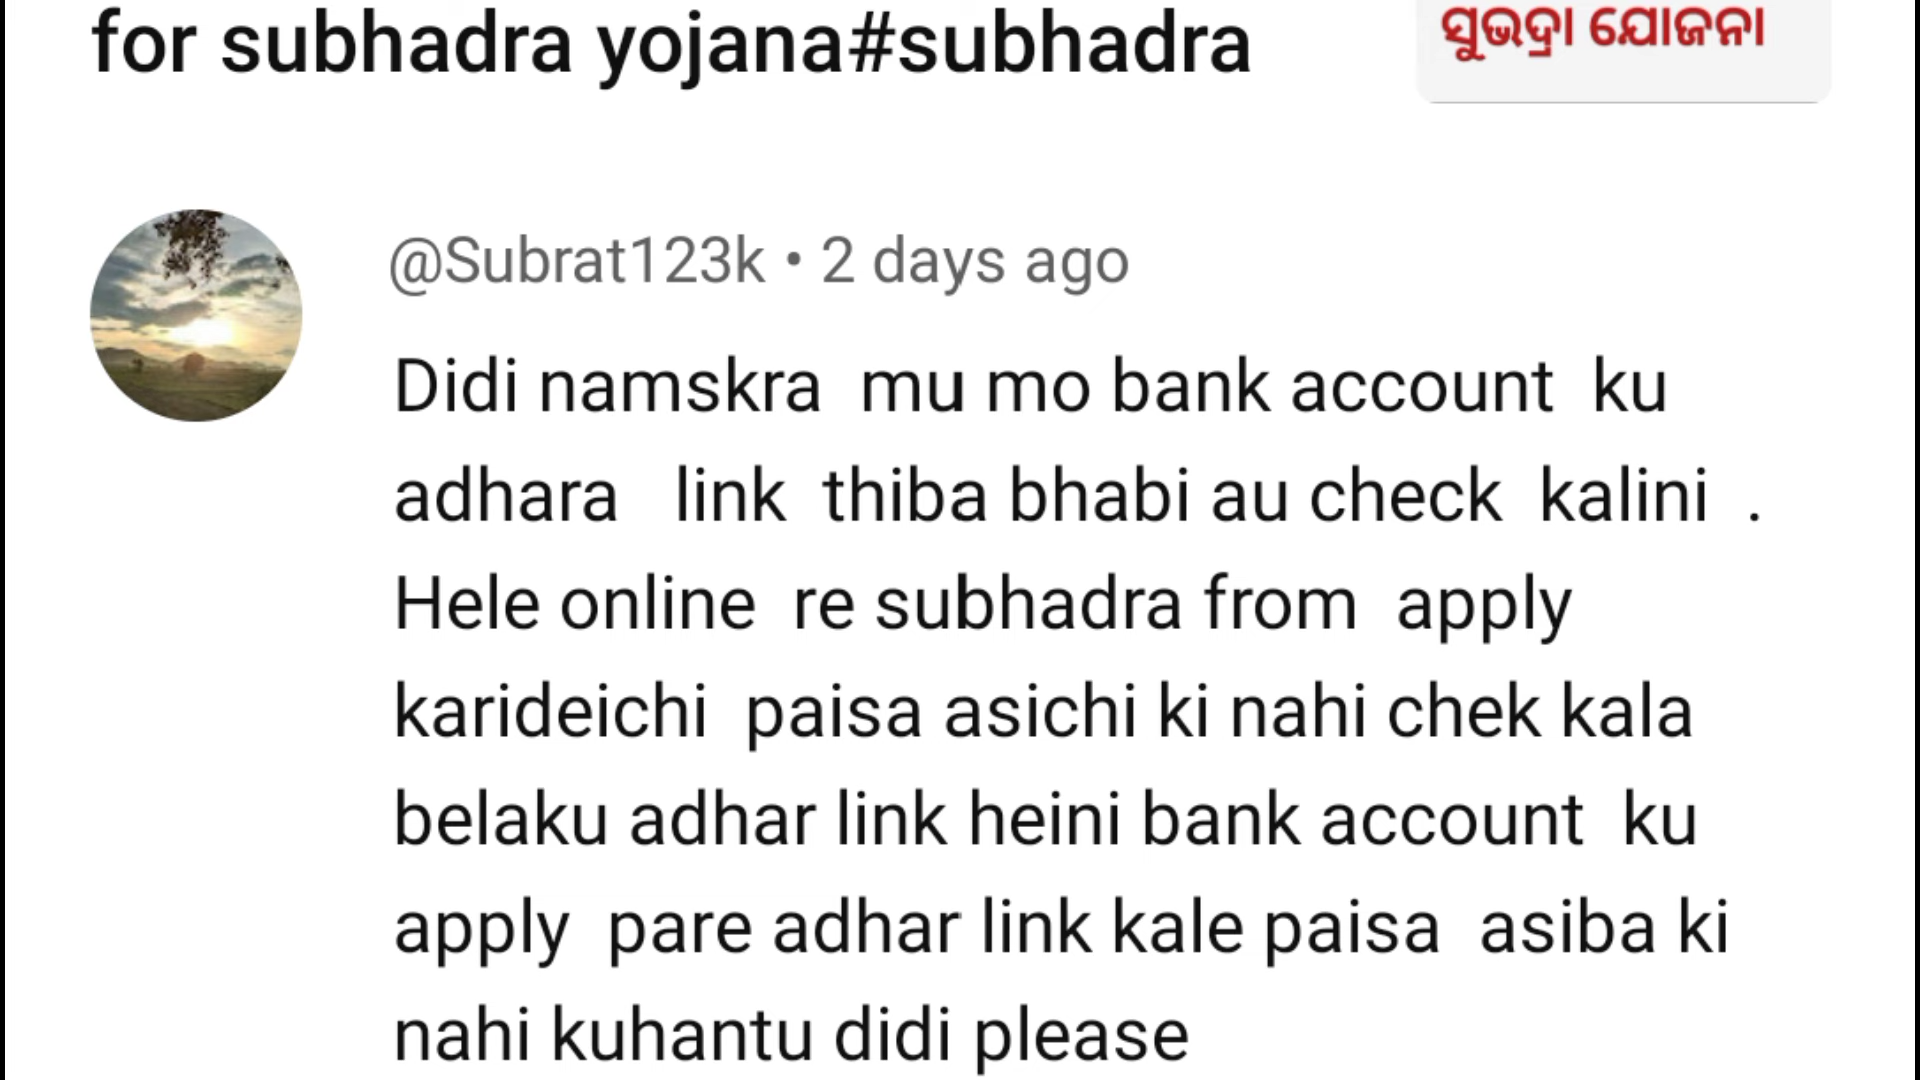 for subhadra yojana#subhadra
ସୁଭଦ୍ରା ଯୋଜନା
@Subrat123k • 2 days ago
Didi namskra mu mo bank account ku
adhara link thiba bhabi au check kalini .
Hele online re subhadra from apply
karideichi paisa asichi ki nahi chek kala
belaku adhar link heini bank account ku
apply pare adhar link kale paisa asiba ki
nahi kuhantu didi please